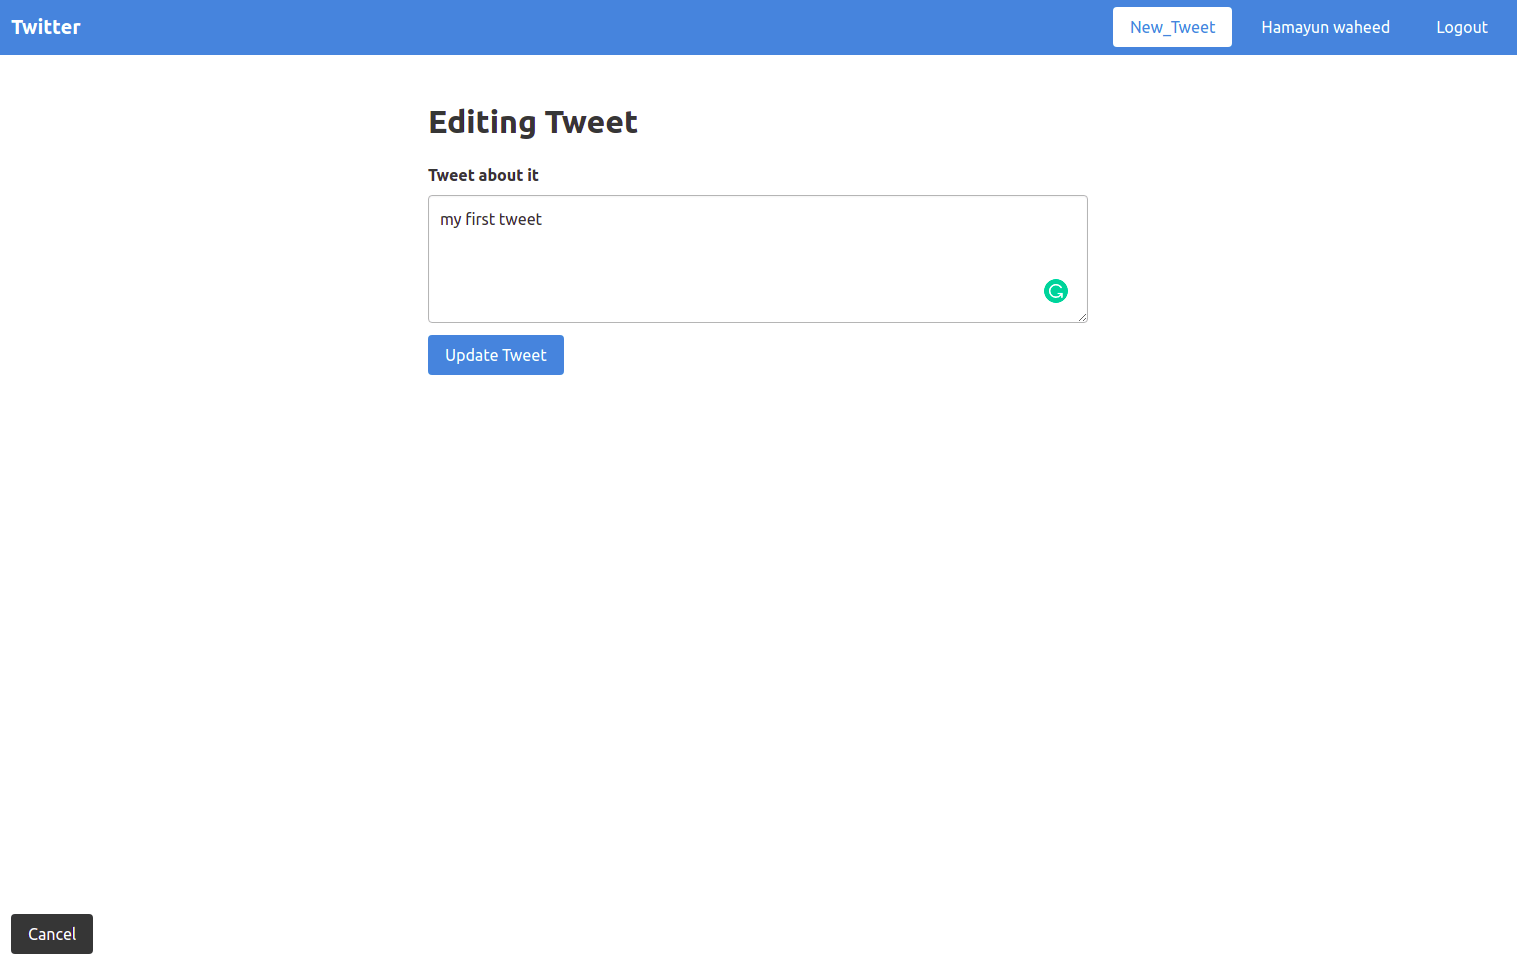 Twitter
New_Tweet
Hamayun waheed
Logout
Editing Tweet
Tweet about it
my first tweet
Update Tweet
Cancel